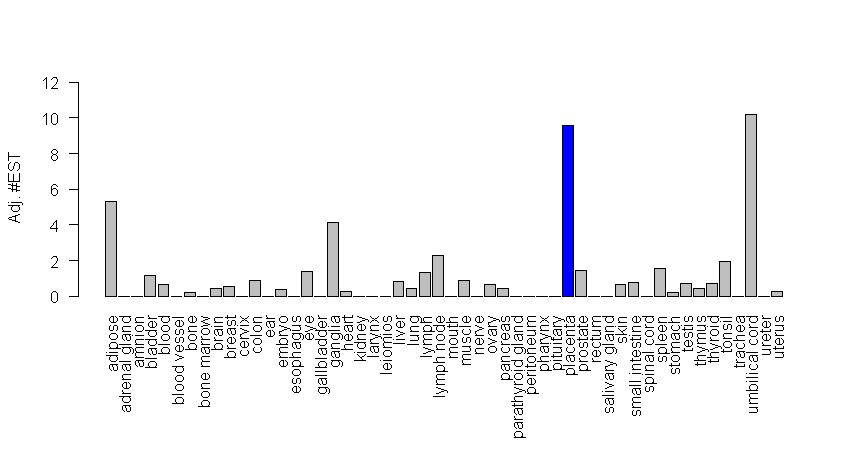 12
10
8
6
4
2
0
Adj. #EST
adipose
adrenal gland
amnion
bladder
blood
blood vessel
bone
bone marrow
brain
breast
cervix
colon
ear
embryo
esophagus
eye
gallbladder
ganglia
heart
kidney
larynx
leiomios
liver
lung
lymph
lymph node
mouth
muscle
nerve
ovary
pancreas
parathyroid gland
peritoneum
pharynx
pituitary
placenta
prostate
rectum
salivary gland
skin
small intestine
spinal cord
spleen
stomach
testis
thymus
thyroid
tonsil
trachea
umbilical cord
ureter
uterus